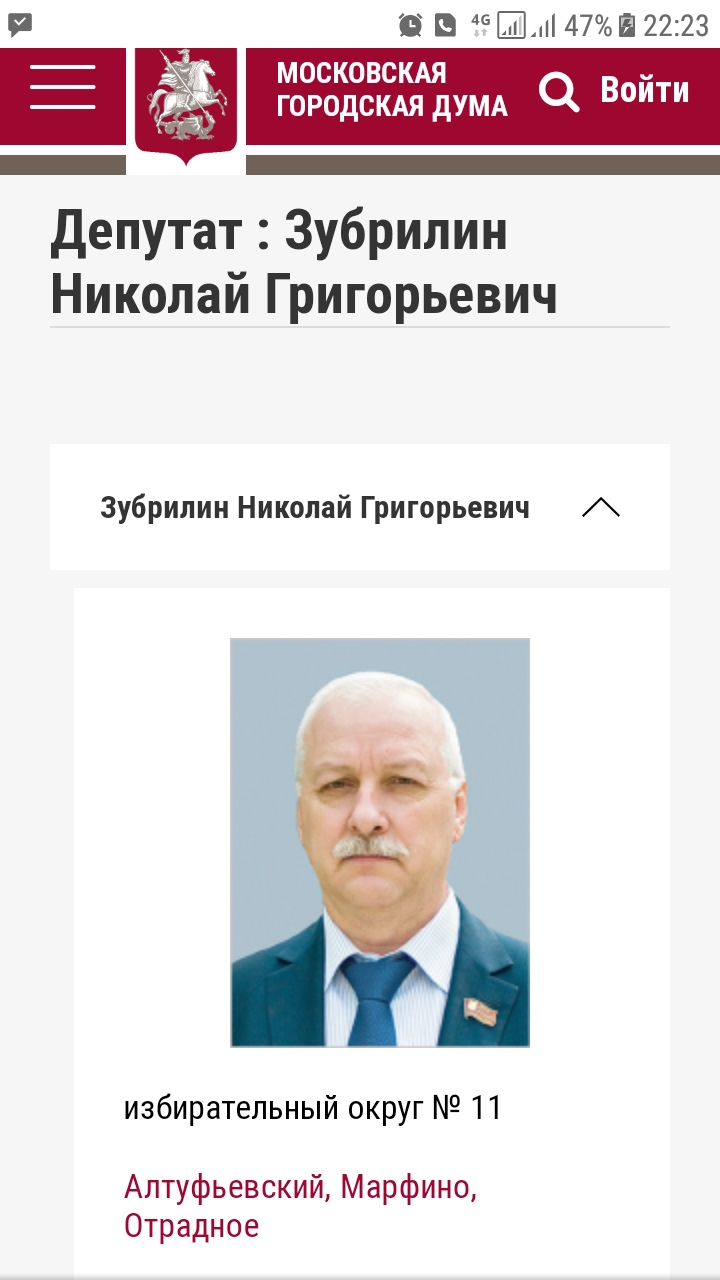 4G 47% 22:23
МОСКОВСКАЯ
ГОРОДСКАЯ ДУМА
Войти
Депутат : Зубрилин
Николай Григорьевич
Зубрилин Николай Григорьевич
избирательный округ № 11
Алтуфьевский, Марфино,
Отрадное